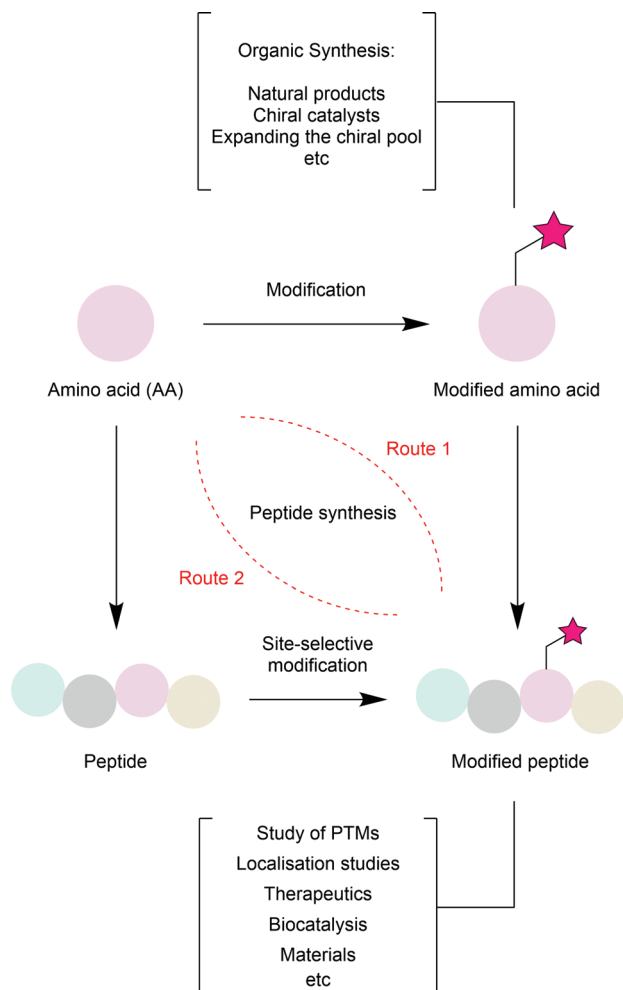 Organic Synthesis:
Natural products
Chiral catalysts
Expanding the chiral pool
etc
Modification
Amino acid (AA)
Modified amino acid
Route 1
Peptide synthesis
Route 2
Site-selective
modification
Peptide
Modified peptide
Study of PTMs
Localisation studies
Therapeutics
Biocatalysis
Materials
etc